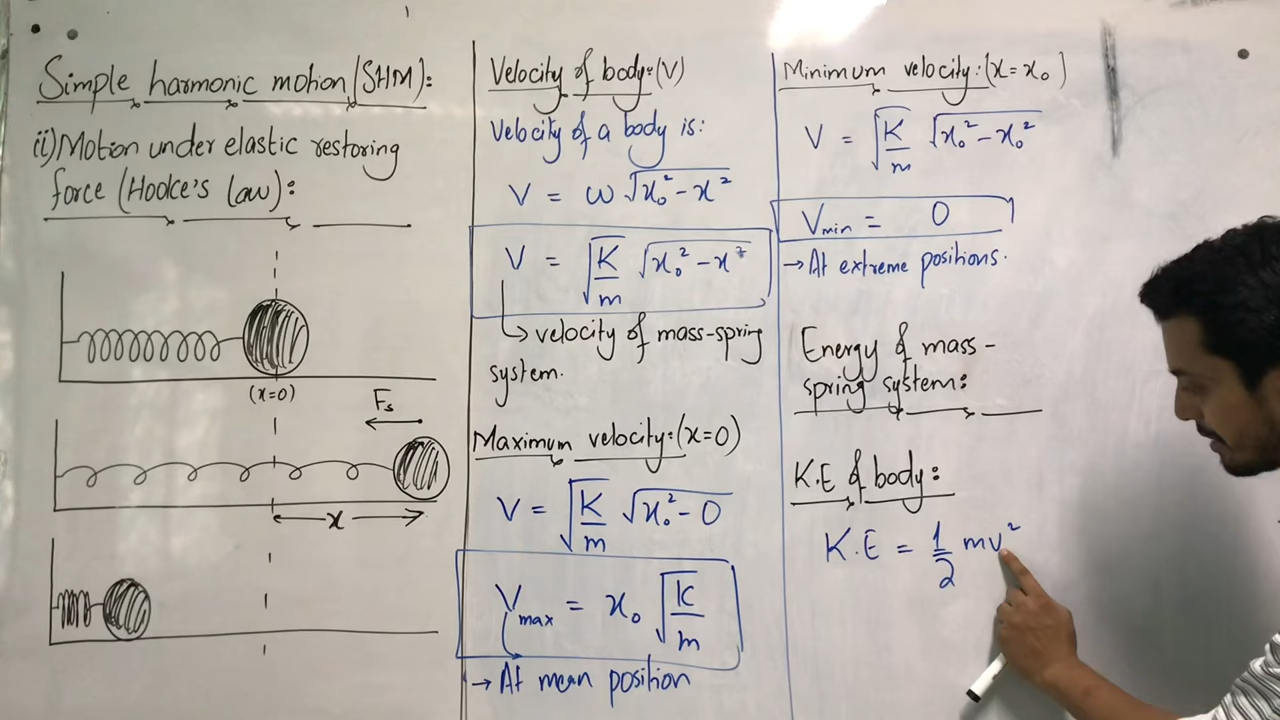 Simple harmonic motion (SHM):
ii) Motion under elastic restoring
force (Hooke's law):
(x=0)
Fs
x
Velocity of body:(V)
Velocity of a body is:
V = ω √x₀² - x²
V = √K/m √x₀² - x²
→ velocity of mass-spring
system.
Maximum velocity:(x=0)
V = √K/m √x₀² - 0
Vmax = x₀ √K/m
→ At mean position
Minimum velocity:(x=x₀)
V = √K/m √x₀² - x₀²
Vmin = 0
→ At extreme positions.
Energy of mass-
spring system:
K.E of body:
K.E = 1/2 mv²